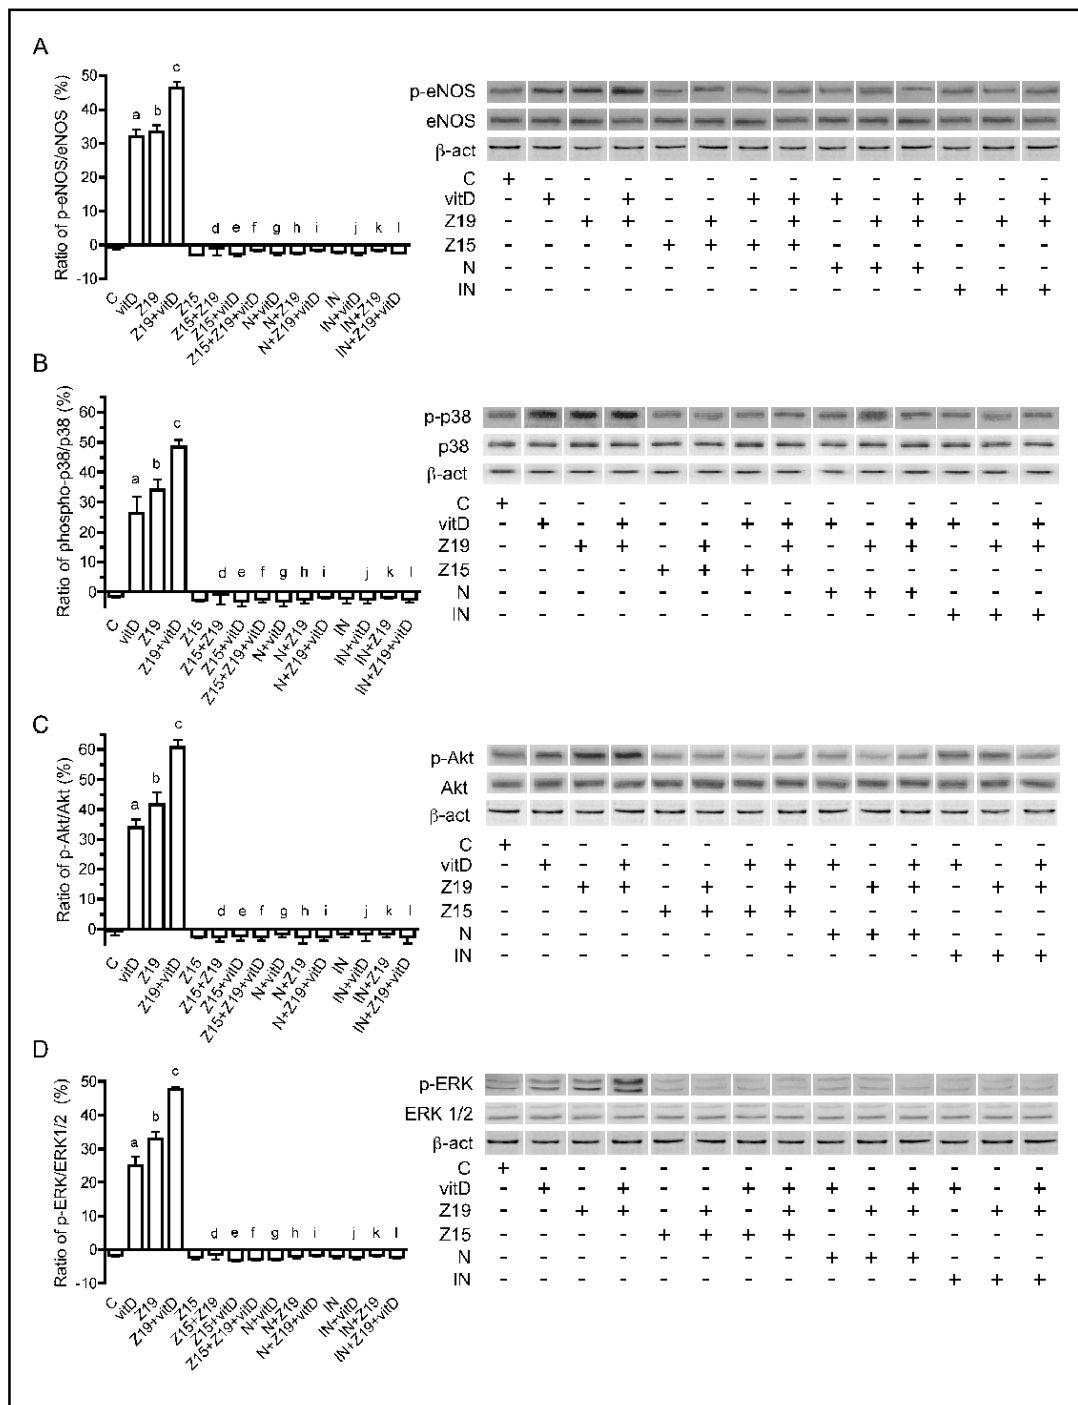 A
Ratio of p-eNOS/eNOS (%)
50
40
30
20
10
0
-10
a b c d e f g h i j k l
C vitD Z19 Z19+vitD Z15 Z15+Z19 Z15+vitD Z15+Z19+vitD N+vitD N+Z19 N+Z19+vitD IN IN+vitD IN+Z19 IN+Z19+vitD
p-eNOS
eNOS
β-act
C + - - - - - - - - - - - - -
vitD - + - + - - + + + - + + - +
Z19 - - + + - + - + - + + - + +
Z15 - - - - + + + + - - - - - -
N - - - - - - - - + + + - - -
IN - - - - - - - - - - - + + +
B
Ratio of phospho-p38/p38 (%)
60
50
40
30
20
10
0
a b c d e f g h i j k l
C vitD Z19 Z19+vitD Z15 Z15+Z19 Z15+vitD Z15+Z19+vitD N+vitD N+Z19 N+Z19+vitD IN IN+vitD IN+Z19 IN+Z19+vitD
p-p38
p38
β-act
C + - - - - - - - - - - - - -
vitD - + - + - - + + + - + + - +
Z19 - - + + - + - + - + + - + +
Z15 - - - - + + + + - - - - - -
N - - - - - - - - + + + - - -
IN - - - - - - - - - - - + + +
C
Ratio of p-Akt/Akt (%)
60
50
40
30
20
10
0
a b c d e f g h i j k l
C vitD Z19 Z19+vitD Z15 Z15+Z19 Z15+vitD Z15+Z19+vitD N+vitD N+Z19 N+Z19+vitD IN IN+vitD IN+Z19 IN+Z19+vitD
p-Akt
Akt
β-act
C + - - - - - - - - - - - - -
vitD - + - + - - + + + - + + - +
Z19 - - + + - + - + - + + - + +
Z15 - - - - + + + + - - - - - -
N - - - - - - - - + + + - - -
IN - - - - - - - - - - - + + +
D
Ratio of p-ERK/ERK1/2 (%)
50
40
30
20
10
0
-10
a b c d e f g h i j k l
C vitD Z19 Z19+vitD Z15 Z15+Z19 Z15+vitD Z15+Z19+vitD N+vitD N+Z19 N+Z19+vitD IN IN+vitD IN+Z19 IN+Z19+vitD
p-ERK
ERK 1/2
β-act
C + - - - - - - - - - - - - -
vitD - + - + - - + + + - + + - +
Z19 - - + + - + - + - + + - + +
Z15 - - - - + + + + - - - - - -
N - - - - - - - - + + + - - -
IN - - - - - - - - - - - + + +